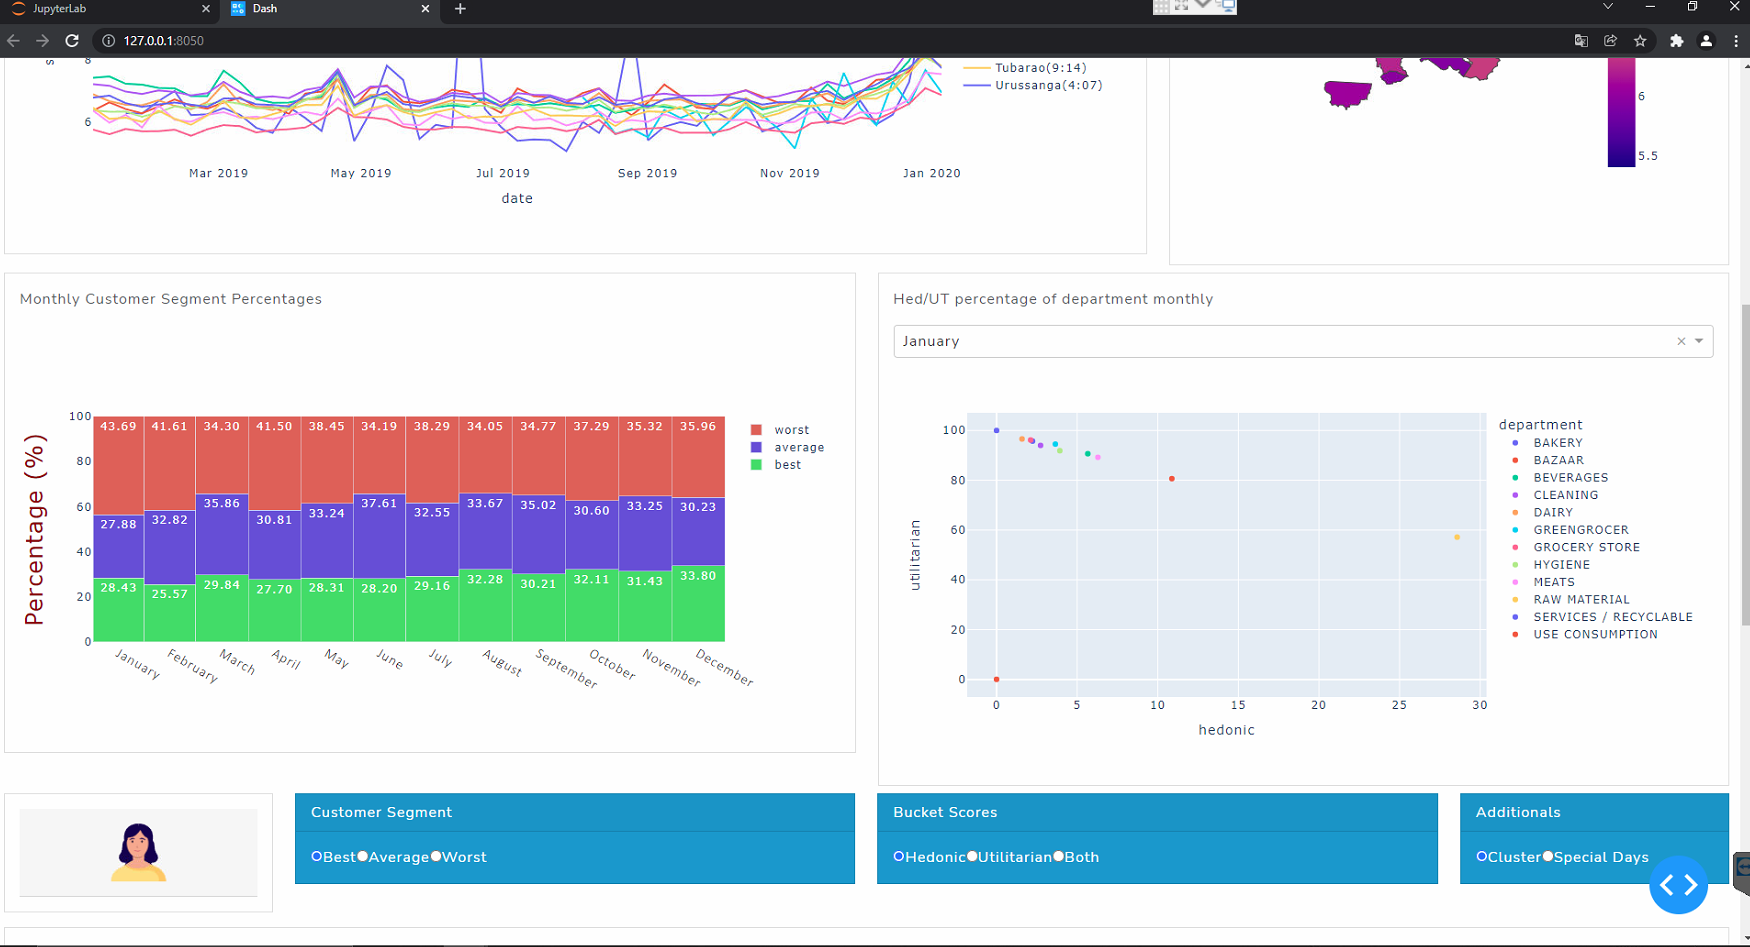 JupyterLab
Dash
127.0.0.1:8050
8
6
Mar 2019
May 2019
Jul 2019
Sep 2019
Nov 2019
Jan 2020
date
Tubarao(9:14)
Urussanga(4:07)
6
5.5
Monthly Customer Segment Percentages
Percentage (%)
100
80
60
40
20
0
43.69 41.61 34.30 41.50 38.45 34.19 38.29 34.05 34.77 37.29 35.32 35.96
27.88 32.82 35.86 30.81 33.24 37.61 32.55 33.67 35.02 30.60 33.25 30.23
28.43 25.57 29.84 27.70 28.31 28.20 29.16 32.28 30.21 32.11 31.43 33.80
January
February
March
April
May
June
July
August
September
October
November
December
worst
average
best
Hed/UT percentage of department monthly
January
utilitarian
100
80
60
40
20
0
0
5
10
15
20
25
30
hedonic
department
BAKERY
BAZAAR
BEVERAGES
CLEANING
DAIRY
GREENGROCER
GROCERY STORE
HYGIENE
MEATS
RAW MATERIAL
SERVICES / RECYCLABLE
USE CONSUMPTION
Customer Segment
Best Average Worst
Bucket Scores
Hedonic Utilitarian Both
Additionals
Cluster Special Days